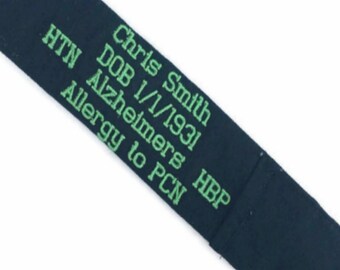 Chris Smith
DOB 1/1/1931
HTN Alzheimers HBP
Allergy to PCN